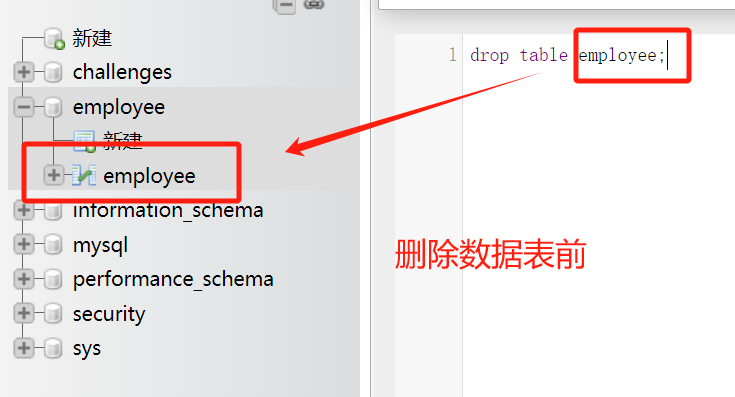 新建
challenges
employee
新建
employee
information_schema
mysql
performance_schema
security
sys
1 drop table employee;
删除数据表前